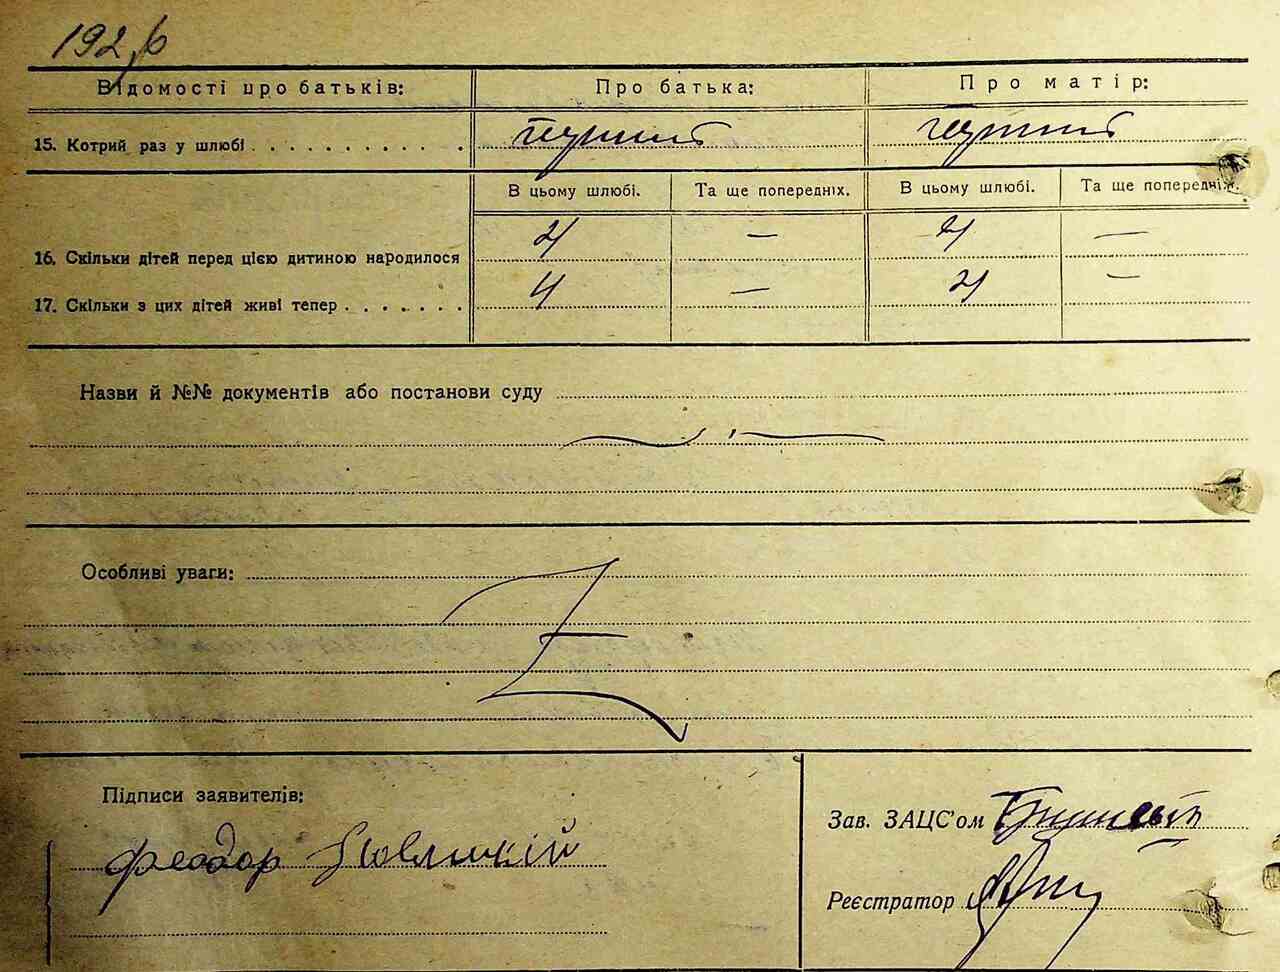 1926
Відомості про батьків: Про батька: Про матір:
15. Котрий раз у шлюбі . . . . . . . . . . . перший перший
В цьому шлюбі. Та ще попередніх. В цьому шлюбі. Та ще попередніх.
16. Скільки дітей перед цією дитиною народилося 4 — 4 —
17. Скільки з цих дітей живі тепер . . . . . . . 4 — 4 —
Назви й №№ документів або постанови суду
Особливі уваги:
Підписи заявителів:
Зав. ЗАЦС'ом
Феодор
Реєстратор